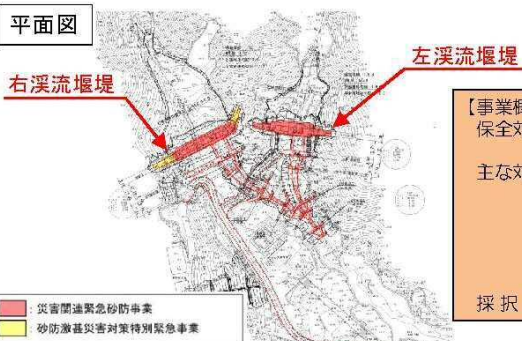 平面図
左渓流堰堤
右渓流堰堤
【事業概
保全対
主な対
採 択
: 災害関連緊急砂防事業
: 砂防激甚災害対策特別緊急事業